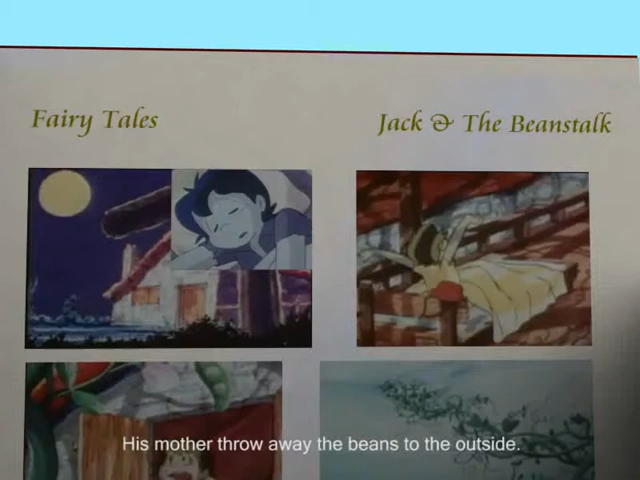 Fairy Tales
Jack & The Beanstalk
His mother throw away the beans to the outside.